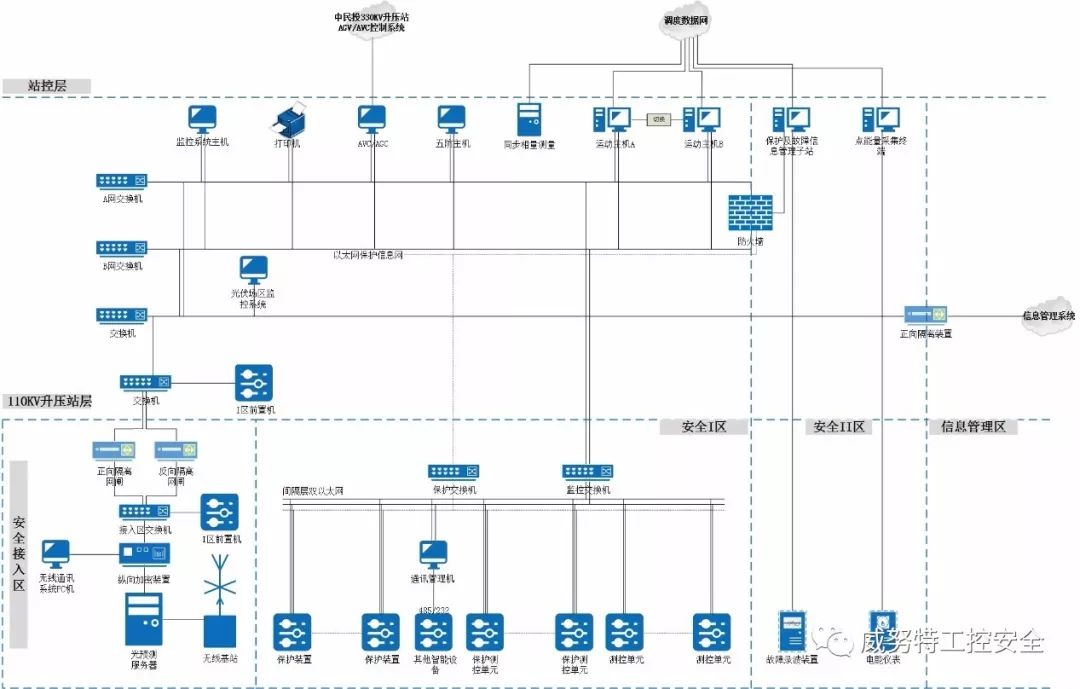 中民投330KV升压站
AGV/AVC控制系统
调度数据网
站控层
监控系统主机
打印机
AVC/AGC
五防主机
同步相量测量
运动主机A
切换
运动主机B
保护及故障信
息管理子站
点能量采集终
端
A网交换机
防火墙
B网交换机
以太网保护信息网
光伏场区监
控系统
交换机
正向隔离装置
信息管理系统
交换机
I区前置机
110KV升压站层
安全I区
安全II区
信息管理区
正向隔离
网闸
反向隔离
网闸
保护交换机
监控交换机
间隔层双以太网
安全接入区
接入区交换机
I区前置机
无线通讯
系统PC机
纵向加密装置
通讯管理机
485/232
光预测
服务器
无线基站
保护装置
保护装置
其他智能设
备
保护测
控单元
保护测
控单元
测控单元
测控单元
故障录波装置
电能仪表
威努特工控安全